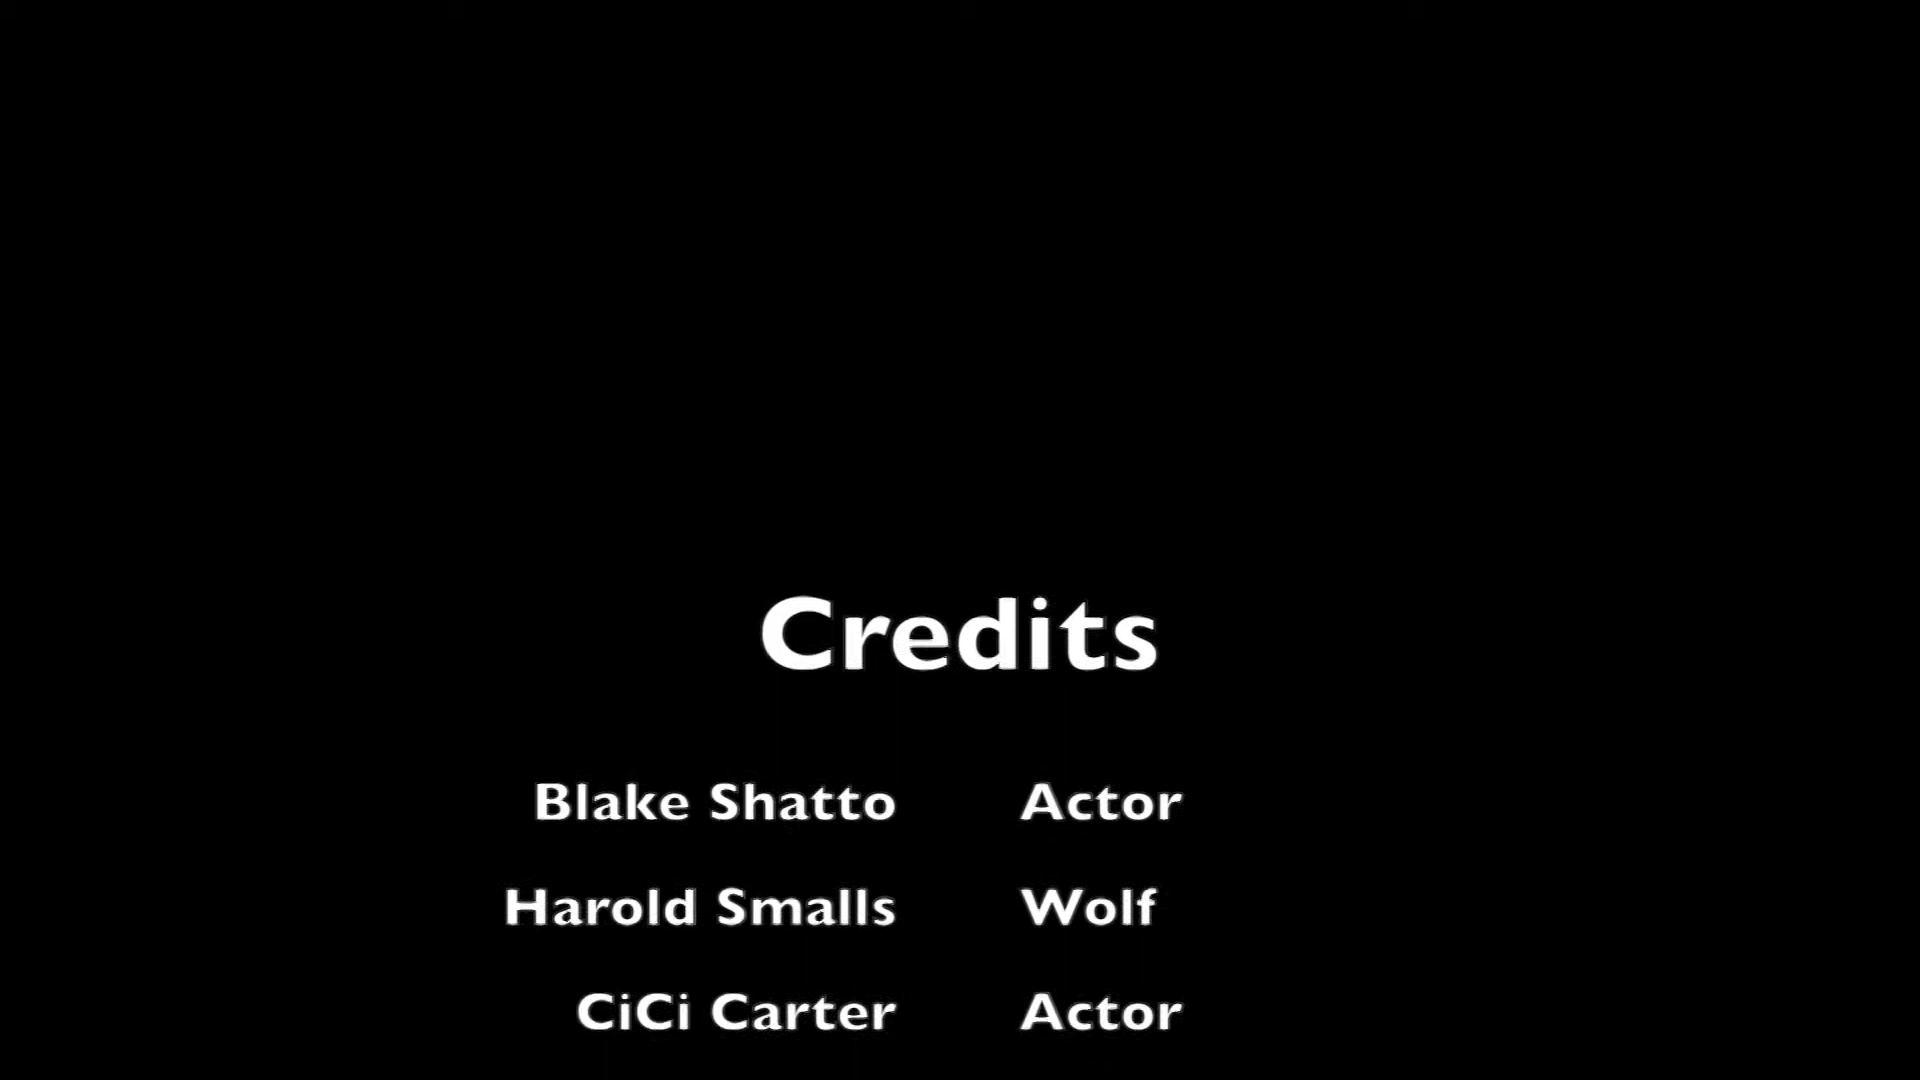 Credits
Blake Shatto Actor
Harold Smalls Wolf
CiCi Carter Actor